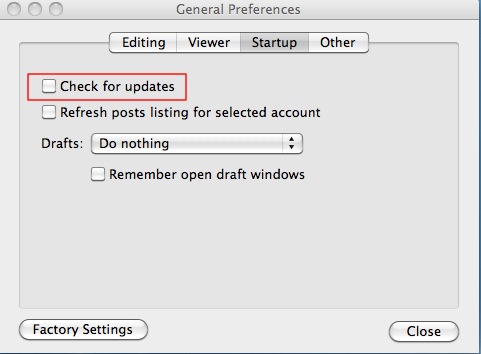 General Preferences
Editing Viewer Startup Other
Check for updates
Refresh posts listing for selected account
Drafts: Do nothing
Remember open draft windows
Factory Settings Close